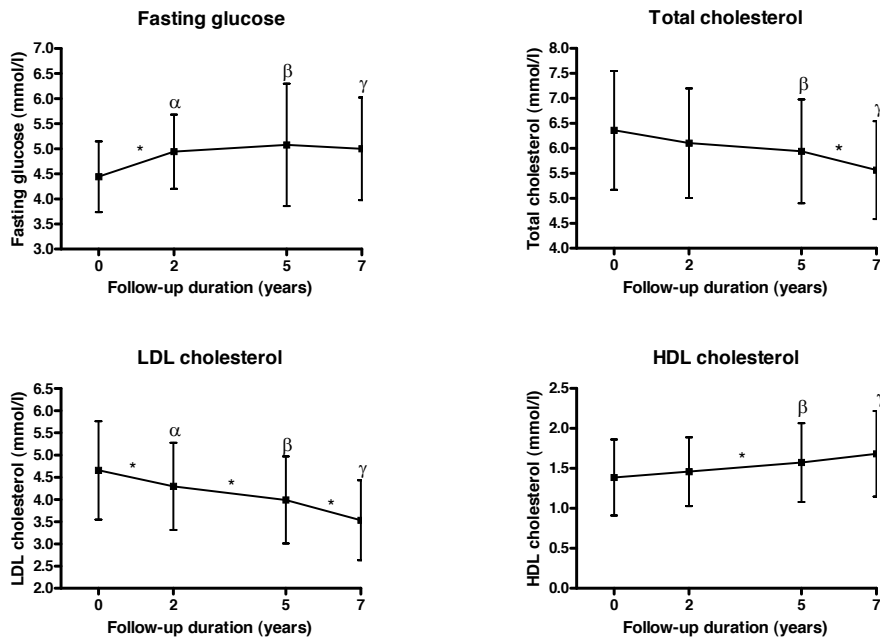 Fasting glucose
Fasting glucose (mmol/l)
7.0
6.5
6.0
5.5
5.0
4.5
4.0
3.5
3.0
*
α
β
γ
0 2 5 7
Follow-up duration (years)
Total cholesterol
Total cholesterol (mmol/l)
8.0
7.5
7.0
6.5
6.0
5.5
5.0
4.5
4.0
β
*
γ
0 2 5 7
Follow-up duration (years)
LDL cholesterol
LDL cholesterol (mmol/l)
6.5
6.0
5.5
5.0
4.5
4.0
3.5
3.0
2.5
2.0
*
α
*
β
*
γ
0 2 5 7
Follow-up duration (years)
HDL cholesterol
HDL cholesterol (mmol/l)
2.5
2.0
1.5
1.0
0.5
0.0
*
β
γ
0 2 5 7
Follow-up duration (years)